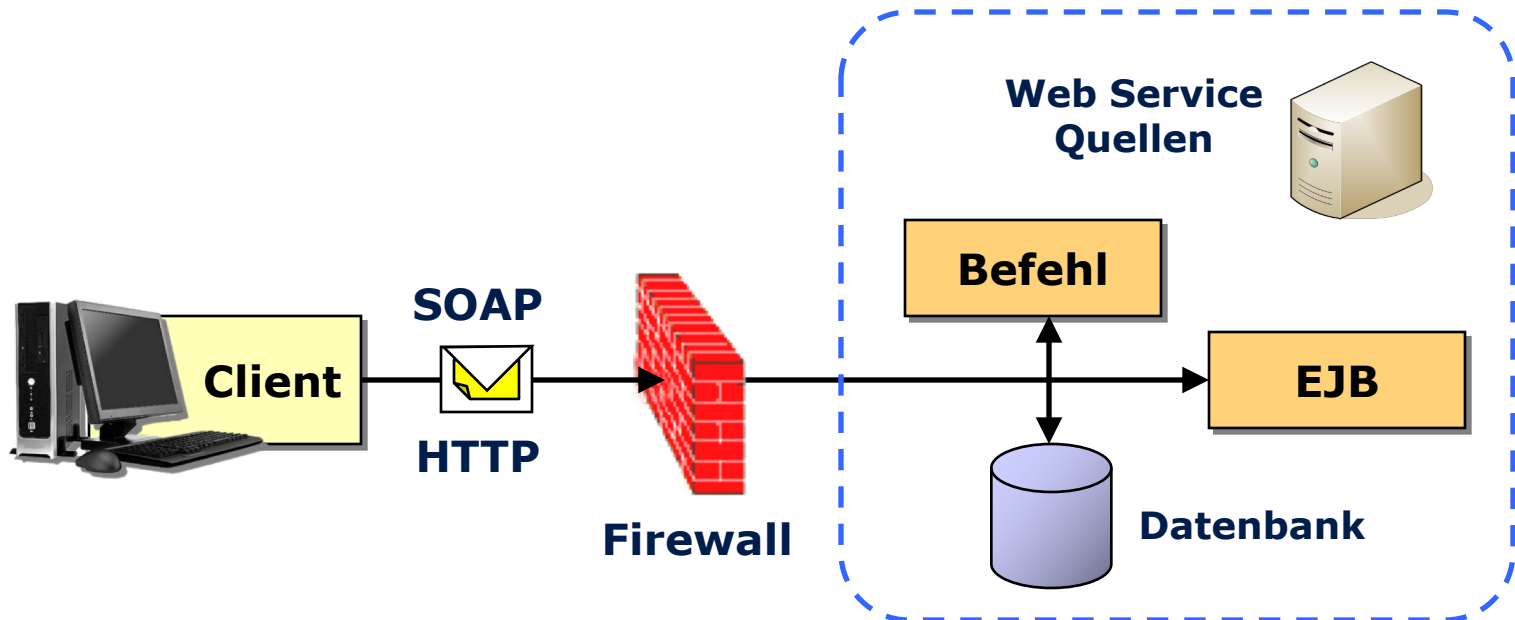 Web Service
Quellen
Befehl
SOAP
Client
EJB
HTTP
Firewall
Datenbank